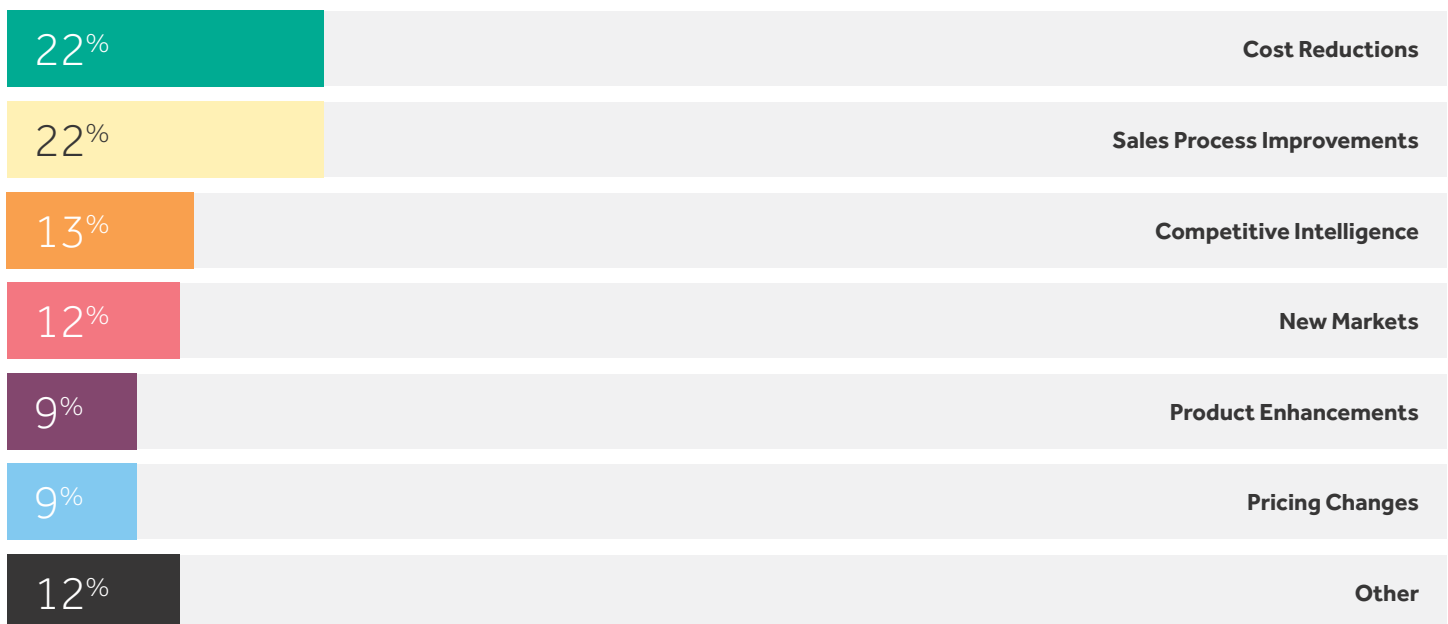 22% Cost Reductions
22% Sales Process Improvements
13% Competitive Intelligence
12% New Markets
9% Product Enhancements
9% Pricing Changes
12% Other